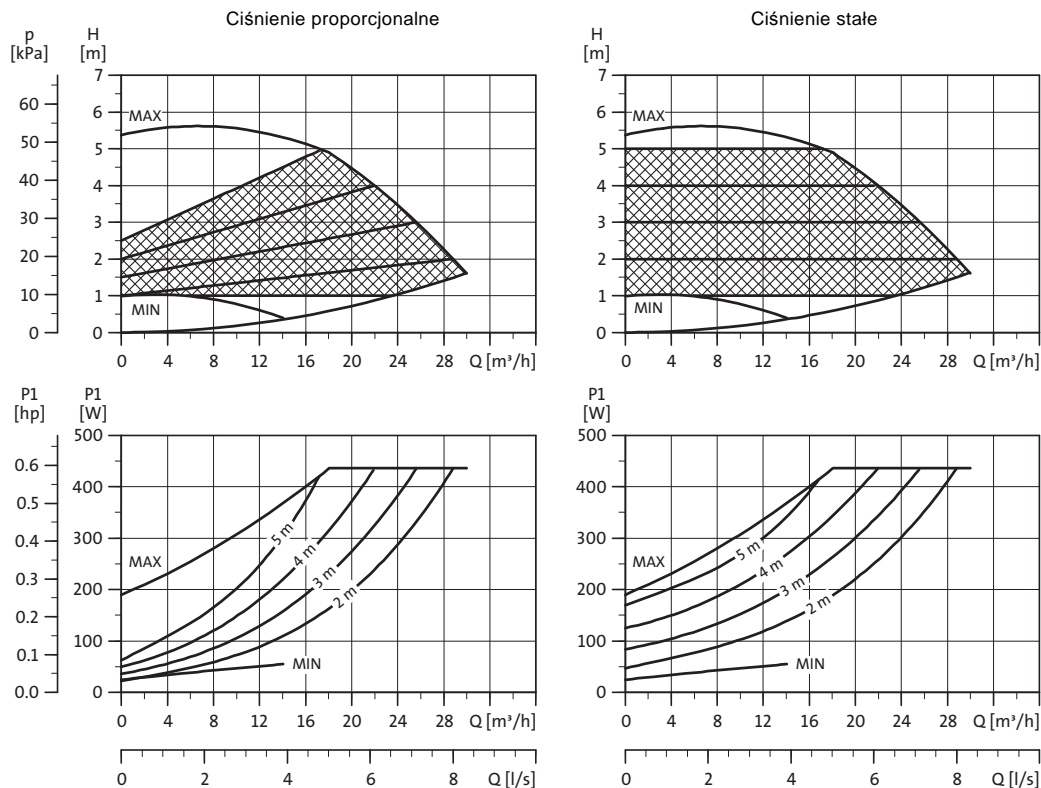 Ciśnienie proporcjonalne
Ciśnienie stałe
p
[kPa]
H
[m]
H
[m]
7
6
5
4
3
2
1
0
60
50
40
30
20
10
0
MAX
MIN
0 4 8 12 16 20 24 28 Q [m³/h]
7
6
5
4
3
2
1
0
MAX
MIN
0 4 8 12 16 20 24 28 Q [m³/h]
P1
[hp]
P1
[W]
P1
[W]
0.6
0.5
0.4
0.3
0.2
0.1
0.0
500
400
300
200
100
0
MAX
5 m
4 m
3 m
2 m
MIN
0 4 8 12 16 20 24 28 Q [m³/h]
0 2 4 6 8 Q [l/s]
500
400
300
200
100
0
MAX
5 m
4 m
3 m
2 m
MIN
0 4 8 12 16 20 24 28 Q [m³/h]
0 2 4 6 8 Q [l/s]